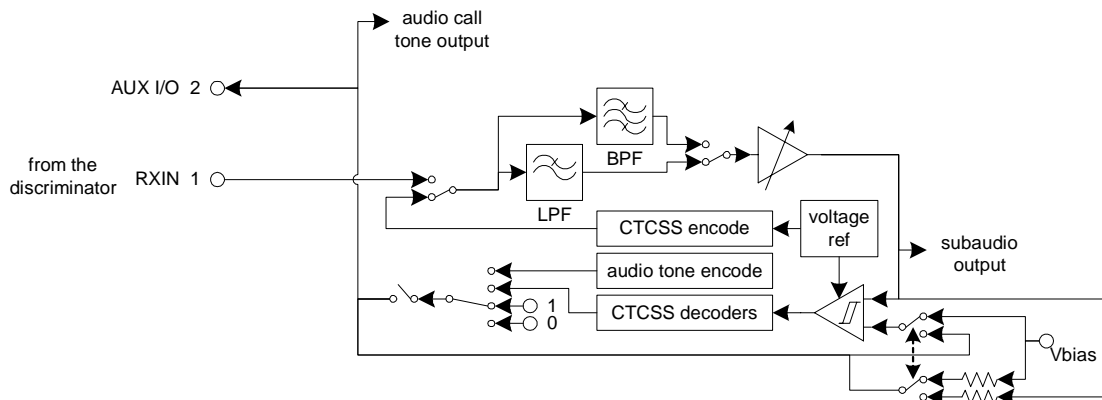 audio call
tone output
AUX I/O 2
from the
discriminator
RXIN 1
BPF
LPF
CTCSS encode
voltage
ref
subaudio
output
audio tone encode
CTCSS decoders
1
0
Vbias